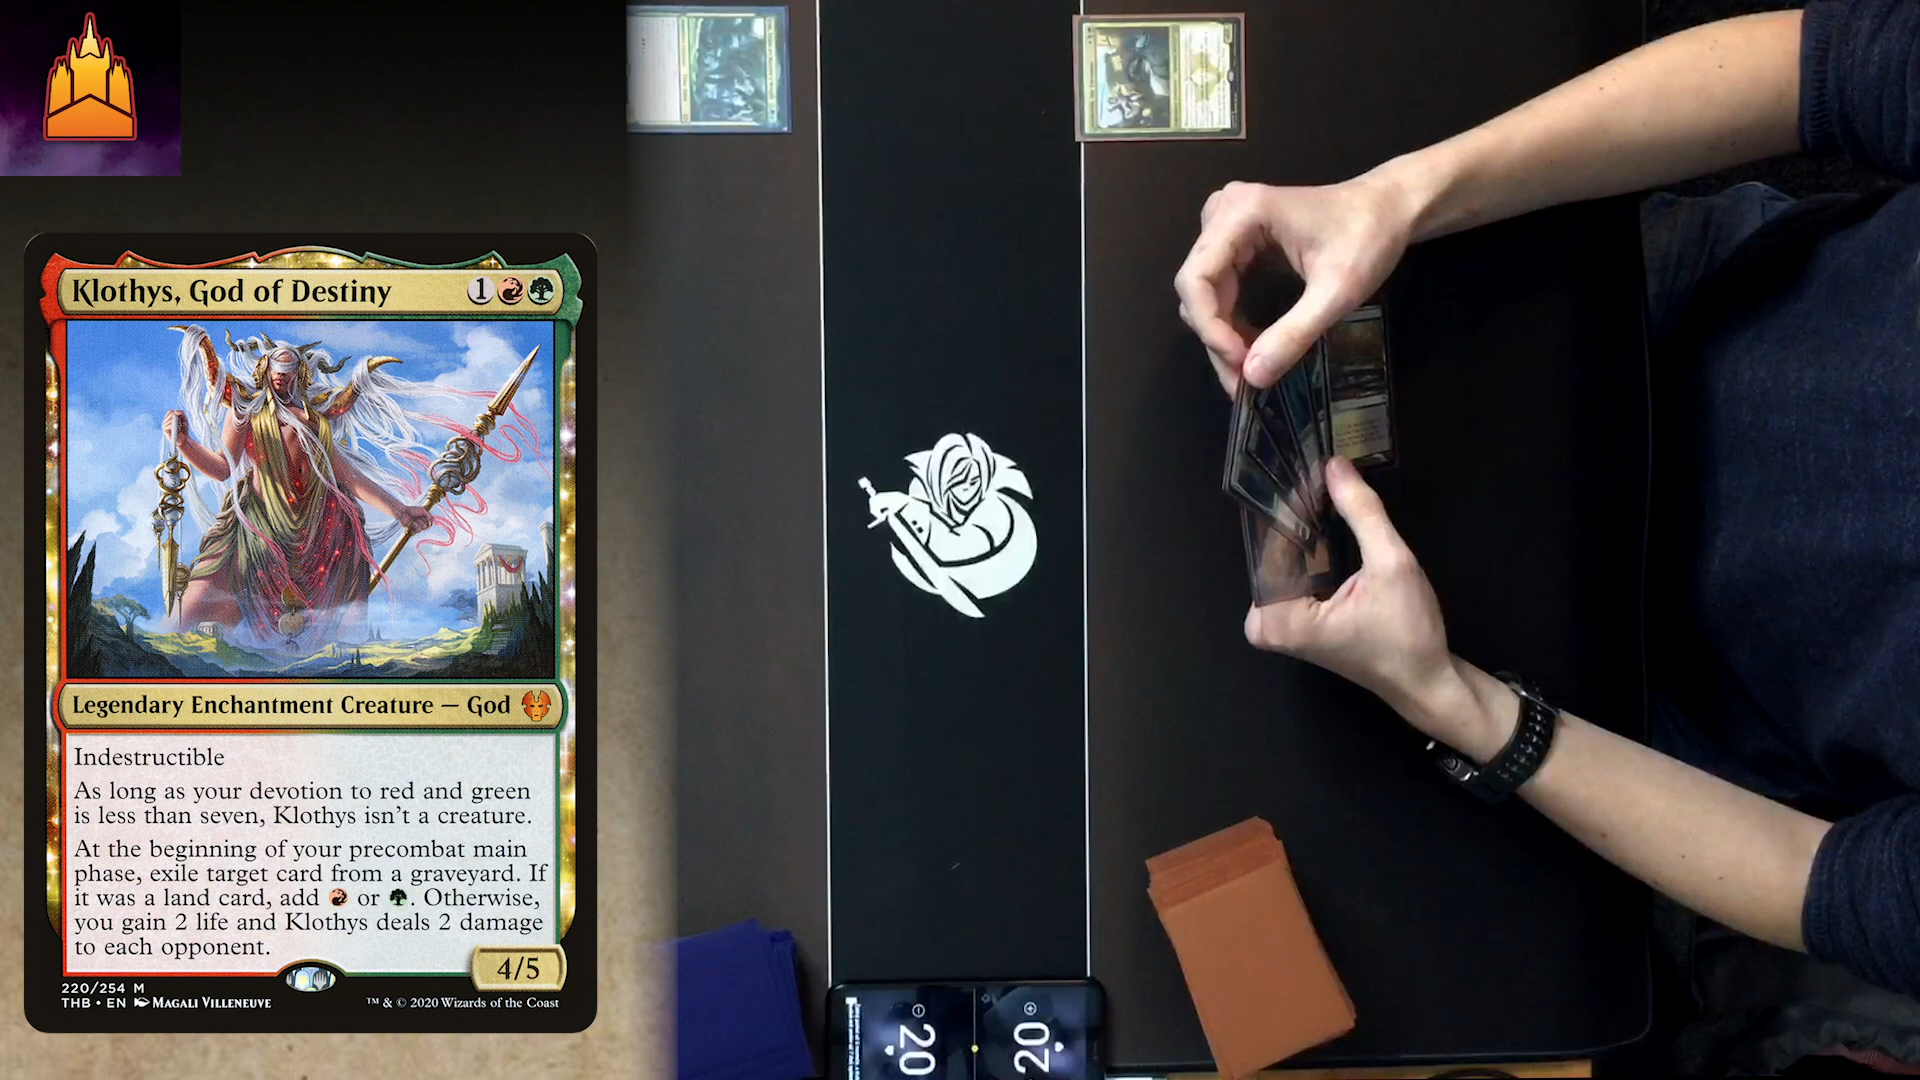 Klothys, God of Destiny 1
Legendary Enchantment Creature — God
Indestructible
As long as your devotion to red and green
is less than seven, Klothys isn't a creature.
At the beginning of your precombat main
phase, exile target card from a graveyard. If
it was a land card, add or . Otherwise,
you gain 2 life and Klothys deals 2 damage
to each opponent.
4/5
220/254 M
THB • EN MAGALI VILLENEUVE
™ & © 2020 Wizards of the Coast
20
20